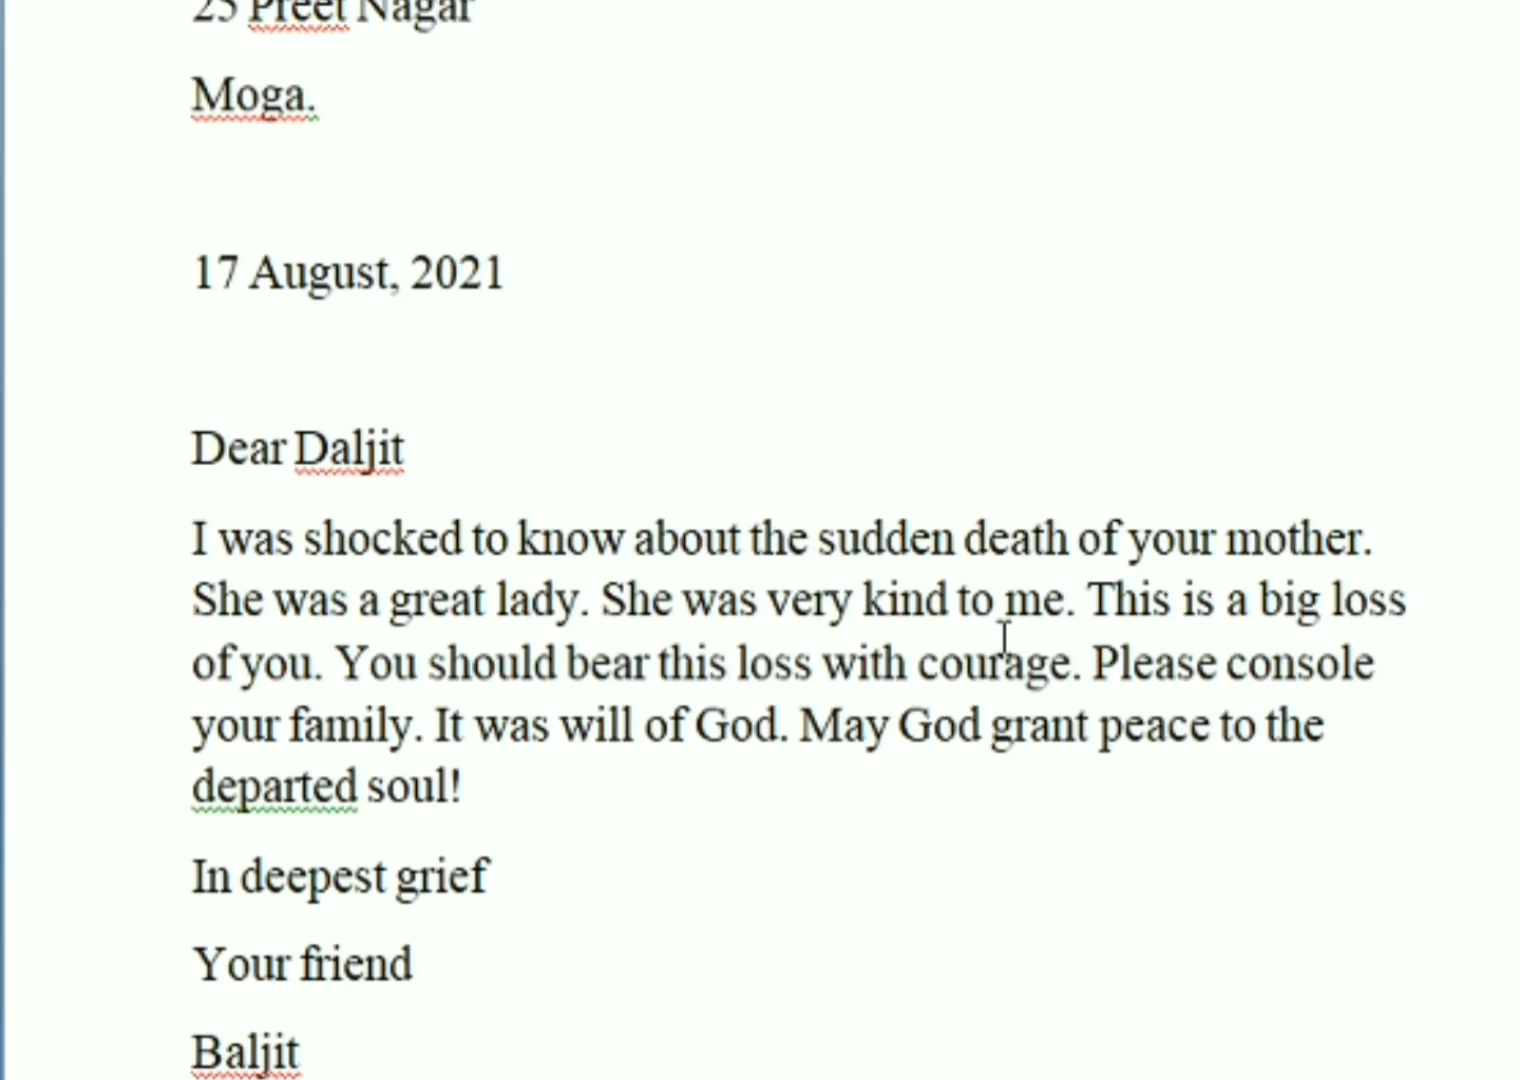 25 Preet Nagar
Moga.
17 August, 2021
Dear Daljit
I was shocked to know about the sudden death of your mother.
She was a great lady. She was very kind to me. This is a big loss
of you. You should bear this loss with courage. Please console
your family. It was will of God. May God grant peace to the
departed soul!
In deepest grief
Your friend
Baljit